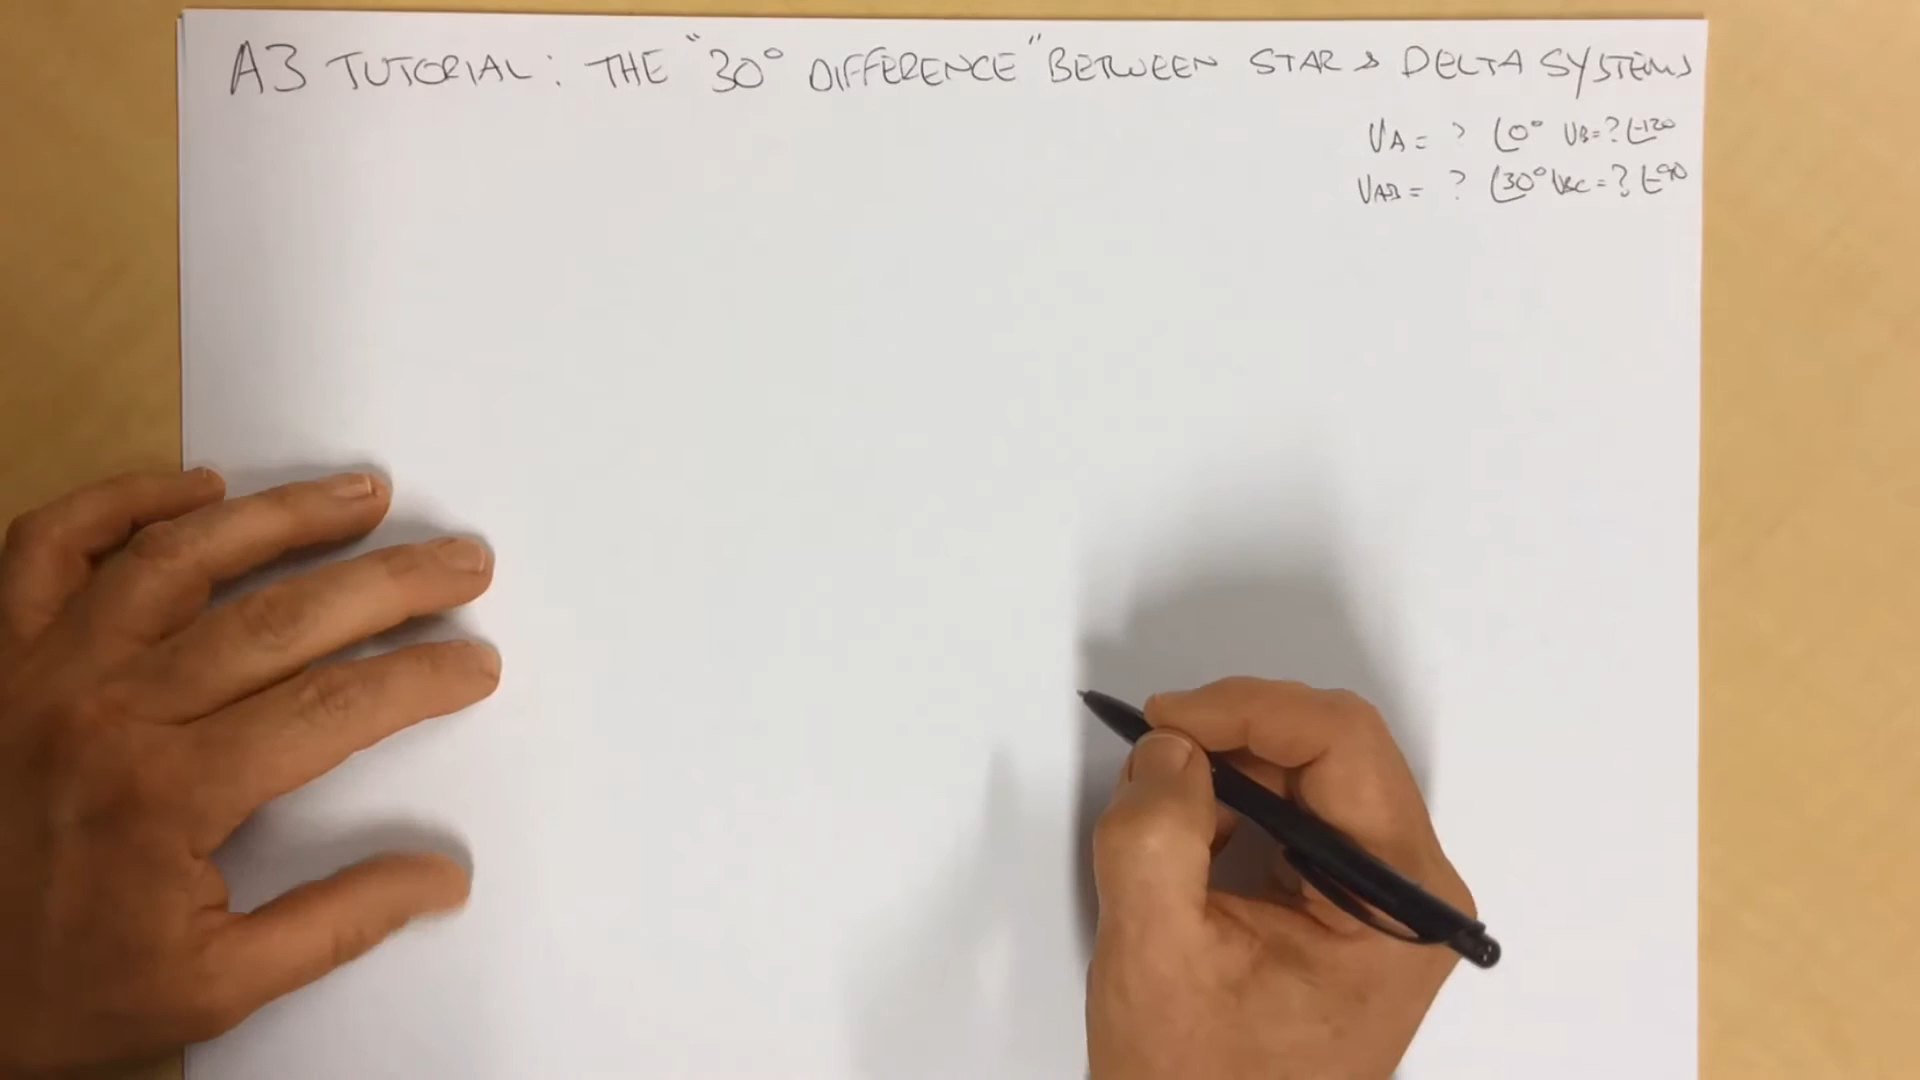 A3 TUTORIAL: THE "30° DIFFERENCE" BETWEEN STAR & DELTA SYSTEMS
VA = ? ∠0° VB = ? ∠-120
VAB = ? ∠30° VBC = ? ∠-90